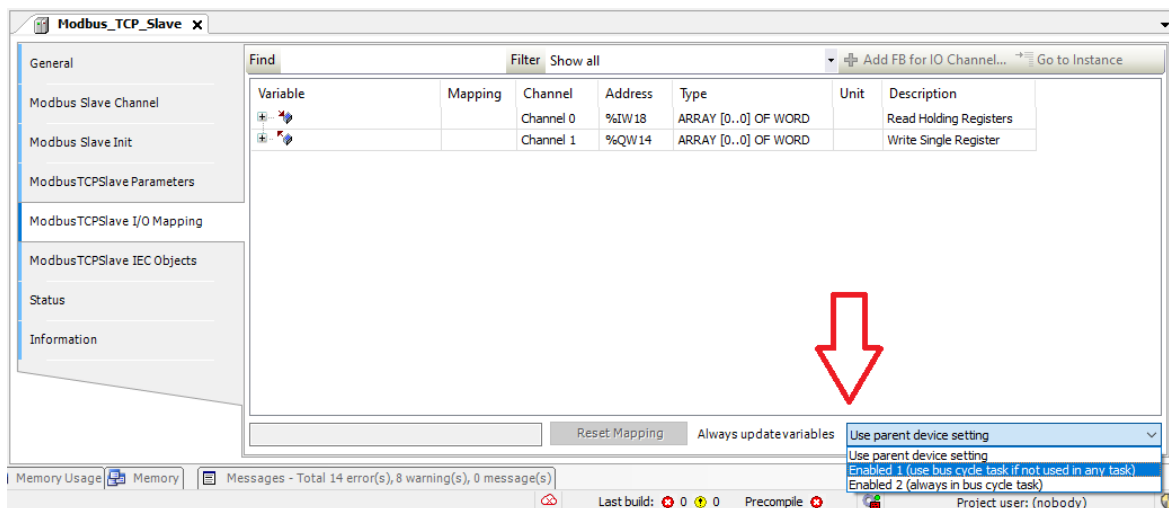 Modbus_TCP_Slave X
General
Modbus Slave Channel
Modbus Slave Init
ModbusTCPSlave Parameters
ModbusTCPSlave I/O Mapping
ModbusTCPSlave IEC Objects
Status
Information
Find Filter Show all Add FB for IO Channel... Go to Instance
Variable Mapping Channel Address Type Unit Description
Channel 0 %IW18 ARRAY [0..0] OF WORD Read Holding Registers
Channel 1 %QW14 ARRAY [0..0] OF WORD Write Single Register
Reset Mapping Always update variables Use parent device setting
Use parent device setting
Enabled 1 (use bus cycle task if not used in any task)
Enabled 2 (always in bus cycle task)
Memory Usage Memory Messages - Total 14 error(s), 8 warning(s), 0 message(s)
Last build: 0 0 Precompile Project user: (nobody)